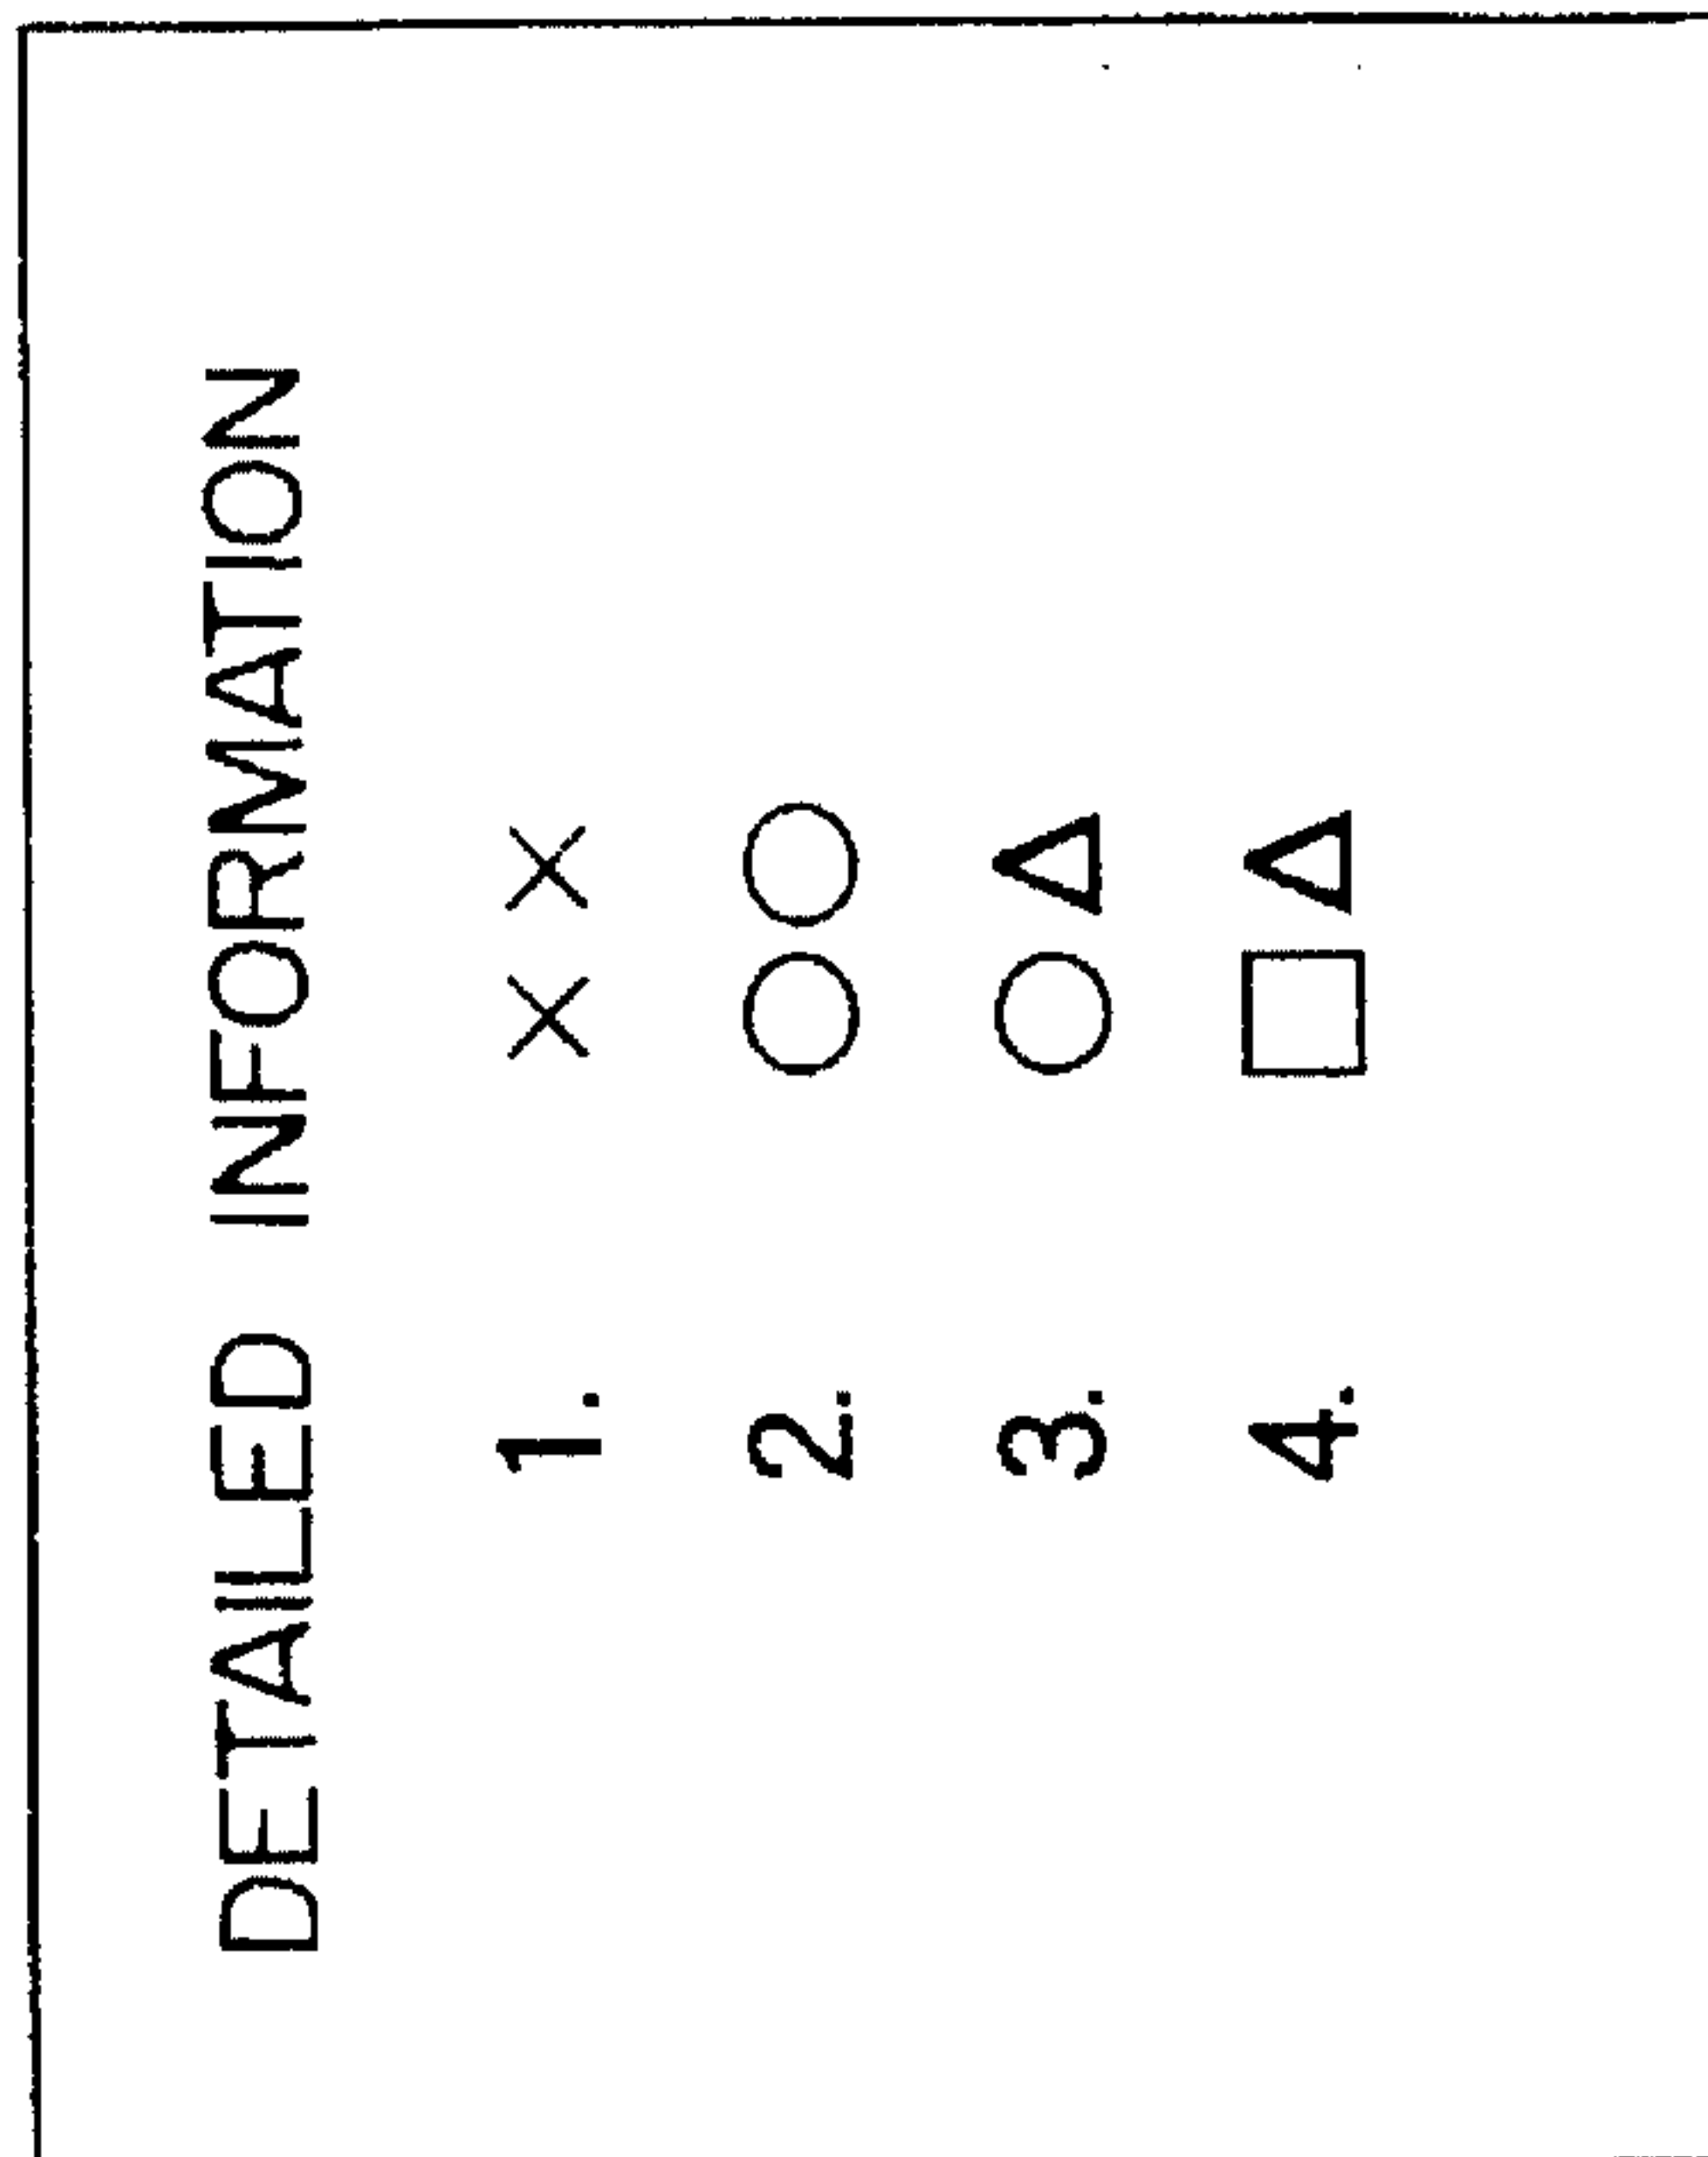 DETAILED INFORMATION
1. ××
2. ○○
3. ○△
4. □△